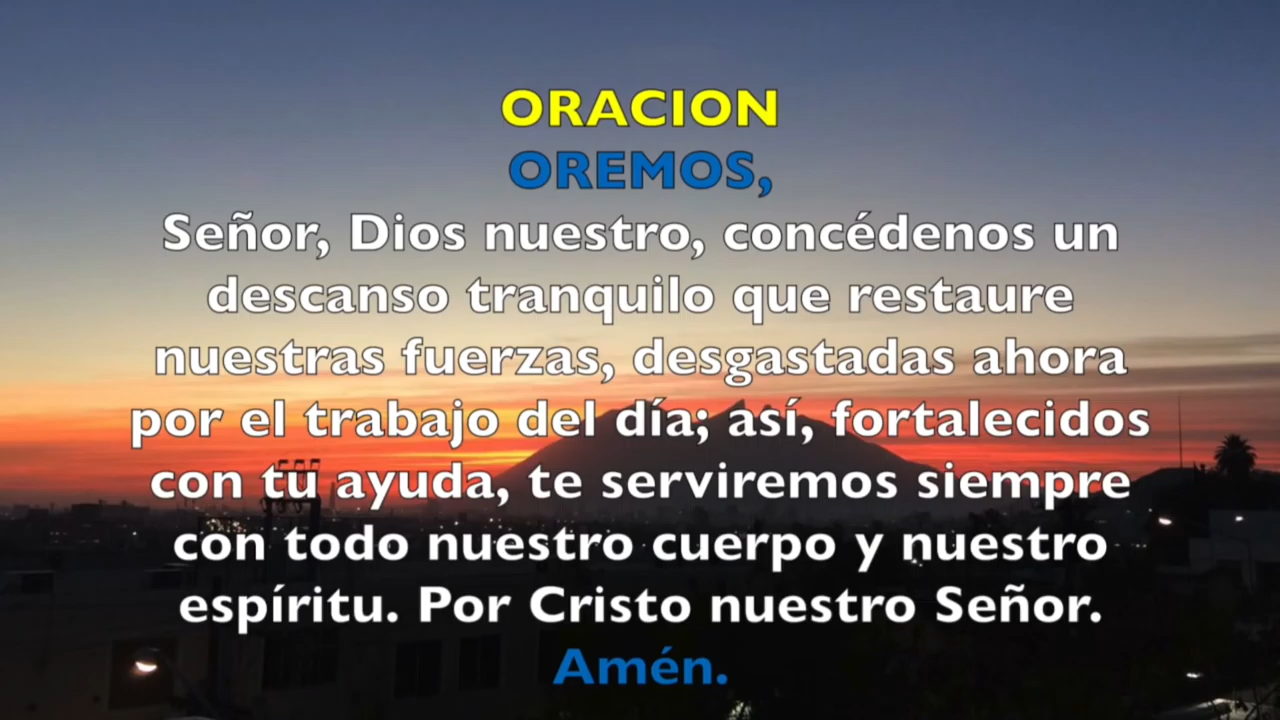 ORACION
OREMOS,
Señor, Dios nuestro, concédenos un
descanso tranquilo que restaure
nuestras fuerzas, desgastadas ahora
por el trabajo del día; así, fortalecidos
con tu ayuda, te serviremos siempre
con todo nuestro cuerpo y nuestro
espíritu. Por Cristo nuestro Señor.
Amén.